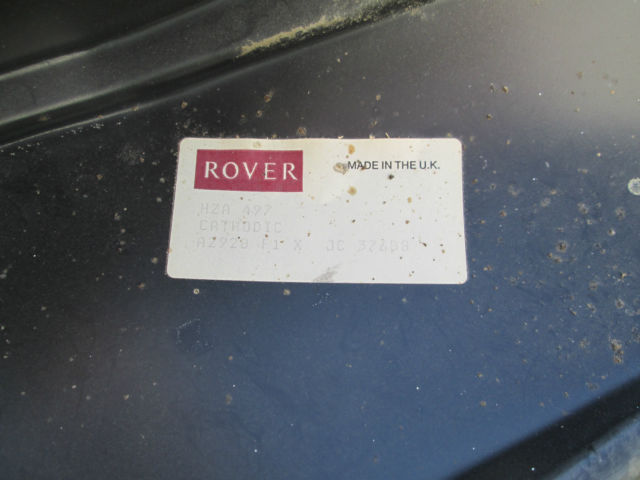 ROVER
MADE IN THE U.K.
HZA 497
CATHODIC